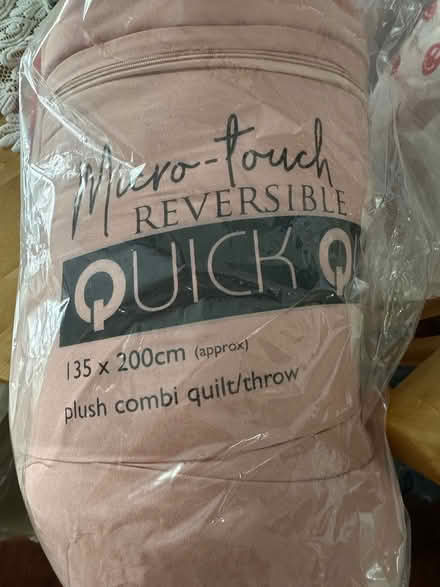 Micro-touch
REVERSIBLE
QUICK Q
135 x 200cm (approx)
plush combi quilt/throw